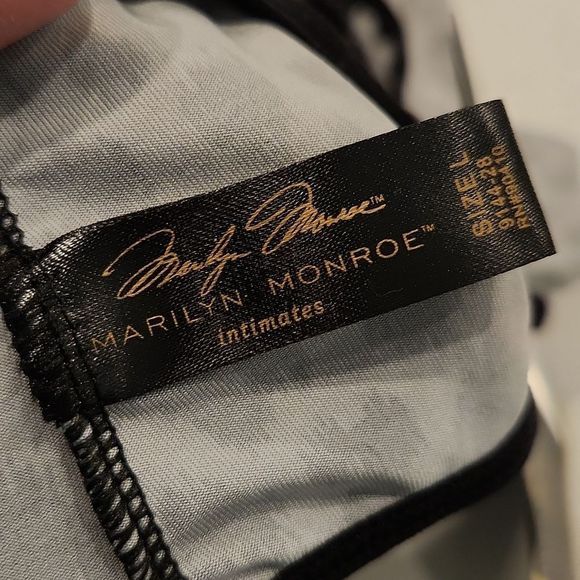 Marilyn Monroe™
MARILYN MONROE™
intimates
SIZE L